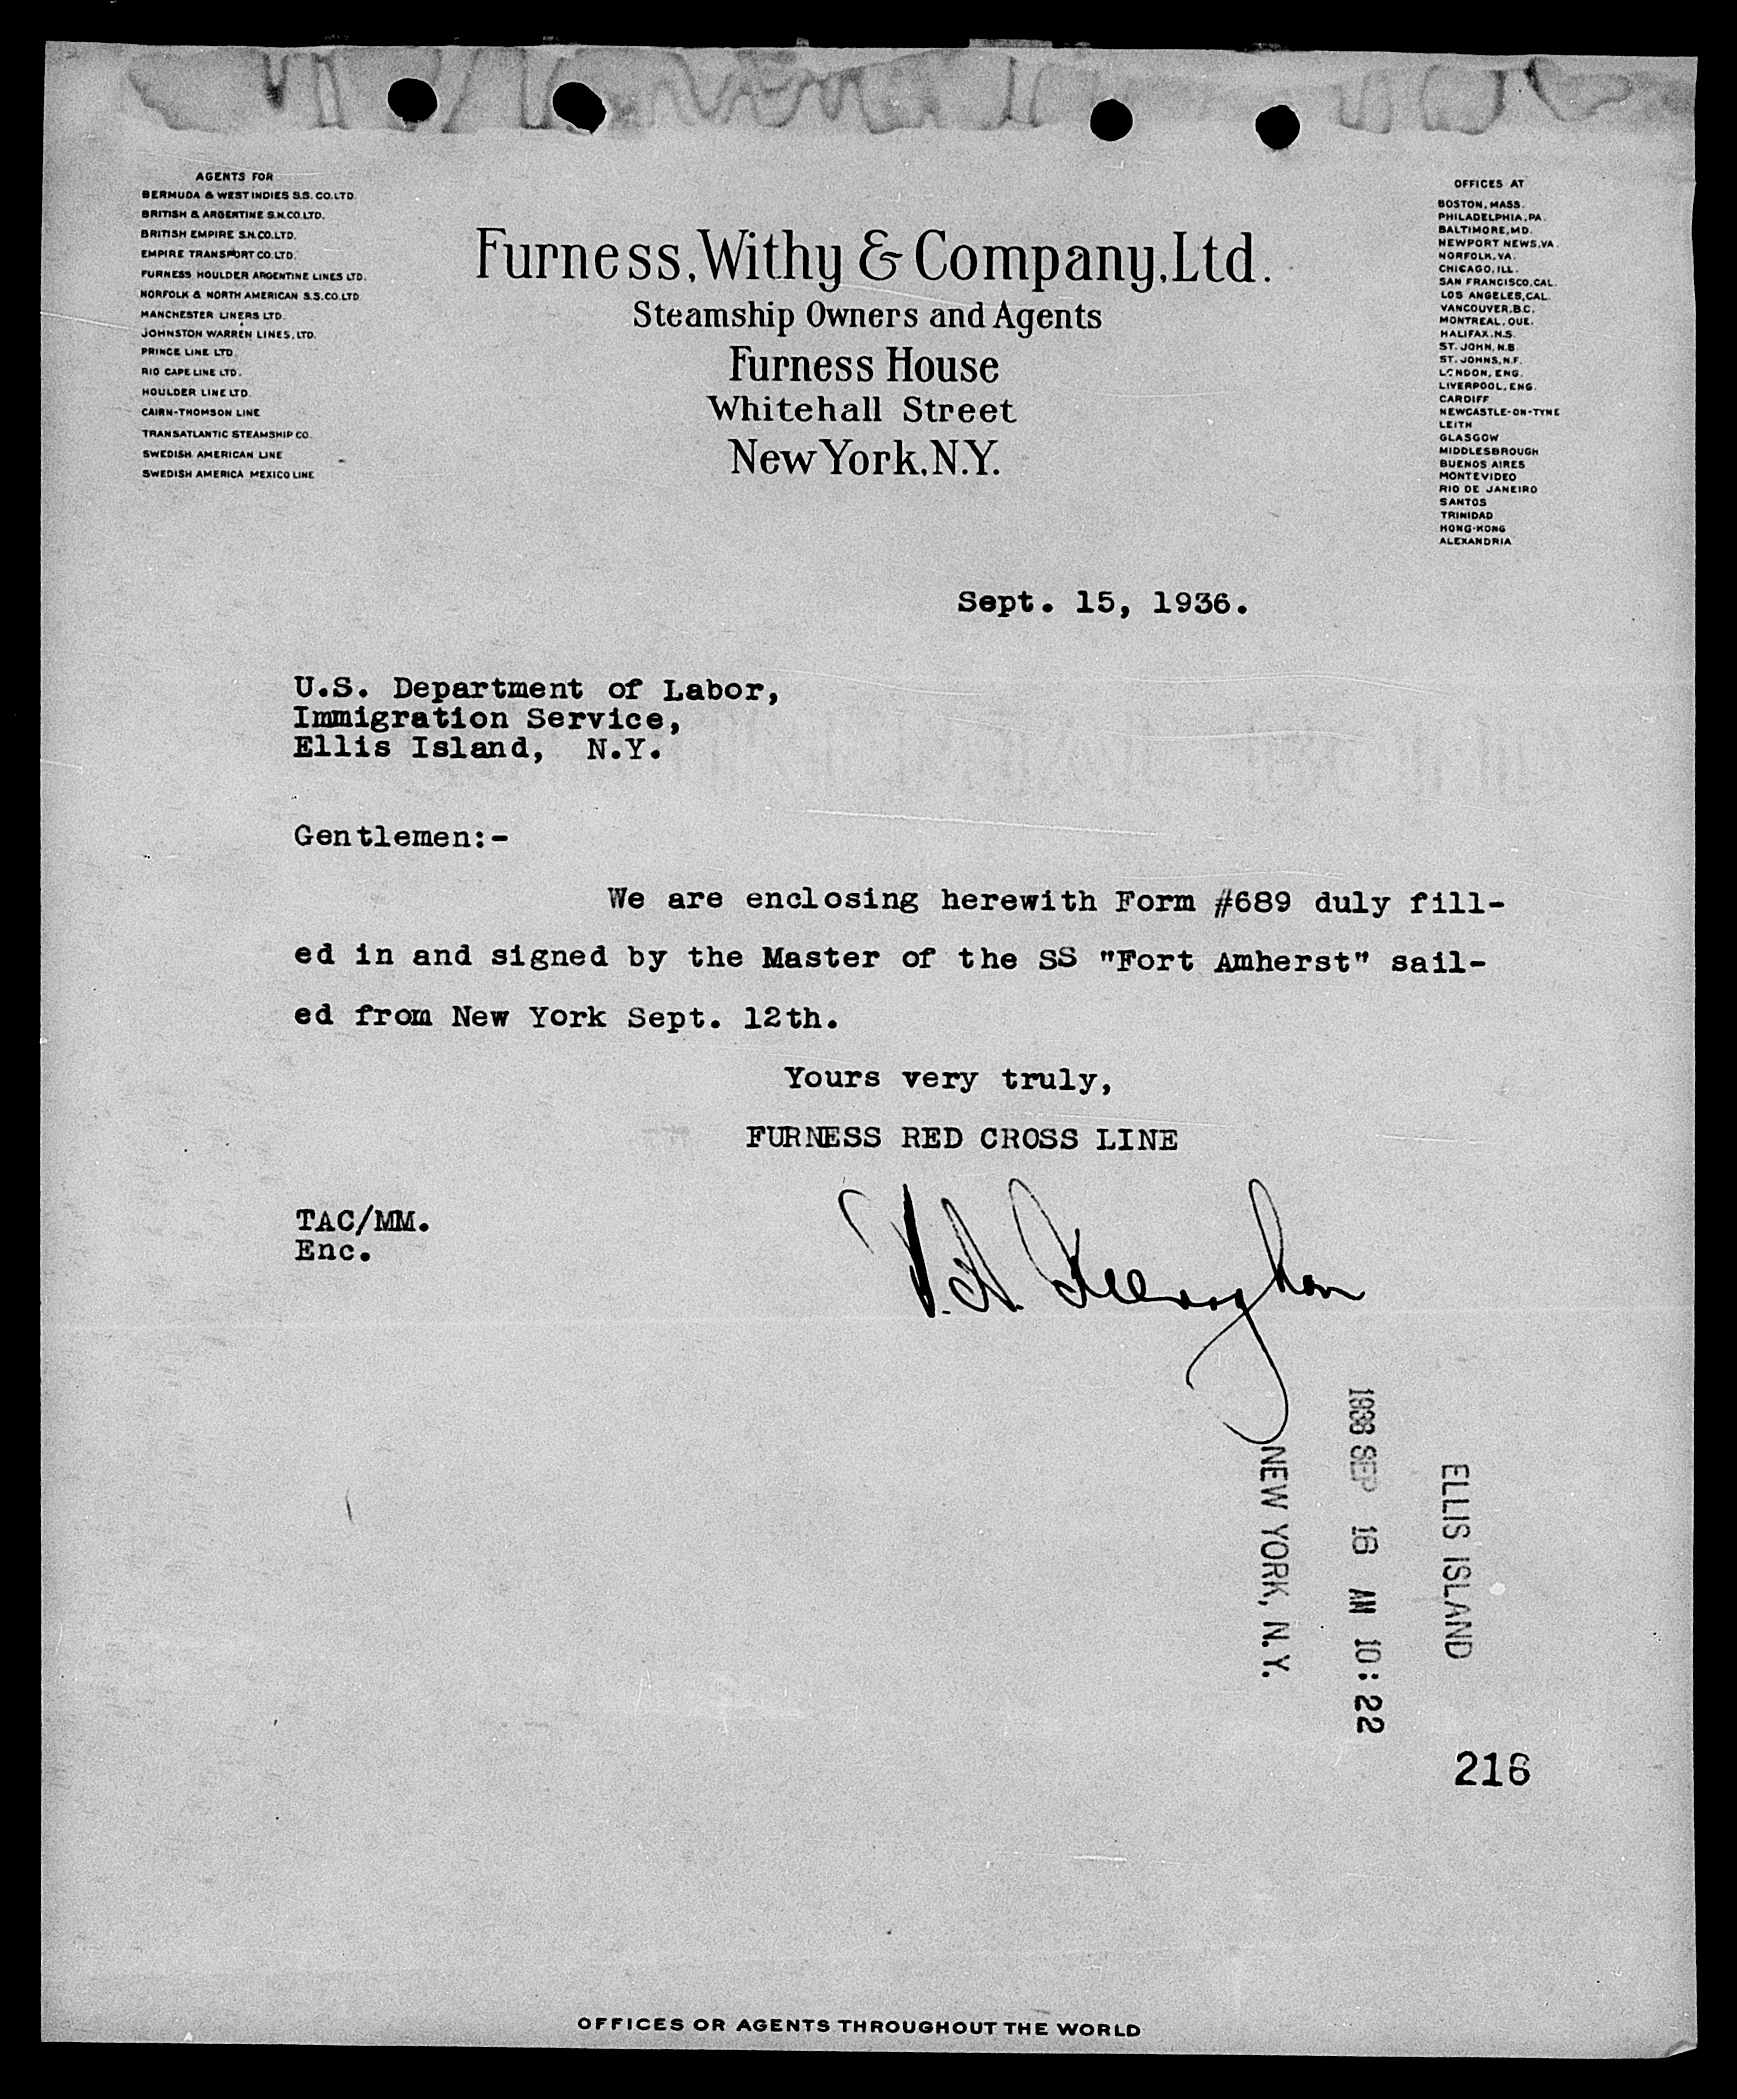 AGENTS FOR
BERMUDA & WEST INDIES S.S. CO. LTD.
BRITISH & ARGENTINE S.N. CO. LTD.
BRITISH EMPIRE S.N. CO. LTD.
EMPIRE TRANSPORT CO. LTD.
FURNESS HOULDER ARGENTINE LINES LTD.
NORFOLK & NORTH AMERICAN S.S. CO. LTD.
MANCHESTER LINERS LTD.
JOHNSTON WARREN LINES, LTD.
PRINCE LINE LTD.
RIO CAPE LINE LTD.
HOULDER LINE LTD.
CAIRN-THOMSON LINE
TRANSATLANTIC STEAMSHIP CO.
SWEDISH AMERICAN LINE
SWEDISH AMERICA MEXICO LINE
Furness, Withy & Company, Ltd.
Steamship Owners and Agents
Furness House
Whitehall Street
New York, N.Y.
OFFICES AT
BOSTON, MASS.
PHILADELPHIA, PA.
BALTIMORE, MD.
NEWPORT NEWS, VA.
NORFOLK, VA.
CHICAGO, ILL.
SAN FRANCISCO, CAL.
LOS ANGELES, CAL.
VANCOUVER, B.C.
MONTREAL, QUE.
HALIFAX, N.S.
ST. JOHN, N.B.
ST. JOHNS, N.F.
LONDON, ENG.
LIVERPOOL, ENG.
CARDIFF
NEWCASTLE-ON-TYNE
LEITH
GLASGOW
MIDDLESBROUGH
BUENOS AIRES
MONTEVIDEO
RIO DE JANEIRO
SANTOS
TRINIDAD
HONG-KONG
ALEXANDRIA
Sept. 15, 1936.
U.S. Department of Labor,
Immigration Service,
Ellis Island, N.Y.
Gentlemen:-
We are enclosing herewith Form #689 duly fill-
ed in and signed by the Master of the SS "Fort Amherst" sail-
ed from New York Sept. 12th.
Yours very truly,
FURNESS RED CROSS LINE
TAC/MM.
Enc.
ELLIS ISLAND
1936 SEP 16 AM 10:22
NEW YORK, N.Y.
216
OFFICES OR AGENTS THROUGHOUT THE WORLD